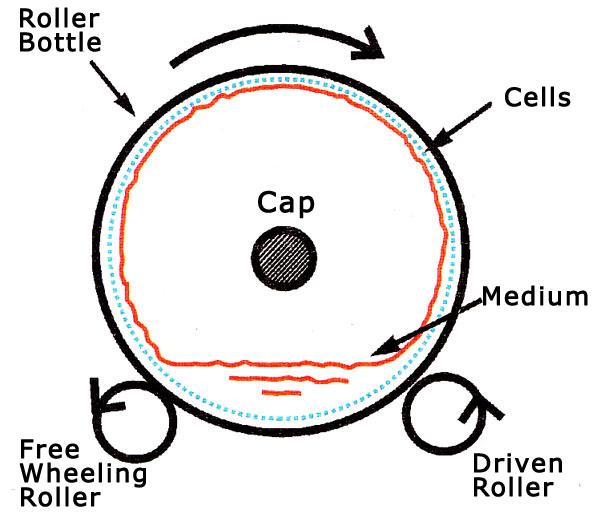 Roller
Bottle
Cells
Cap
Medium
Free
Wheeling
Roller
Driven
Roller